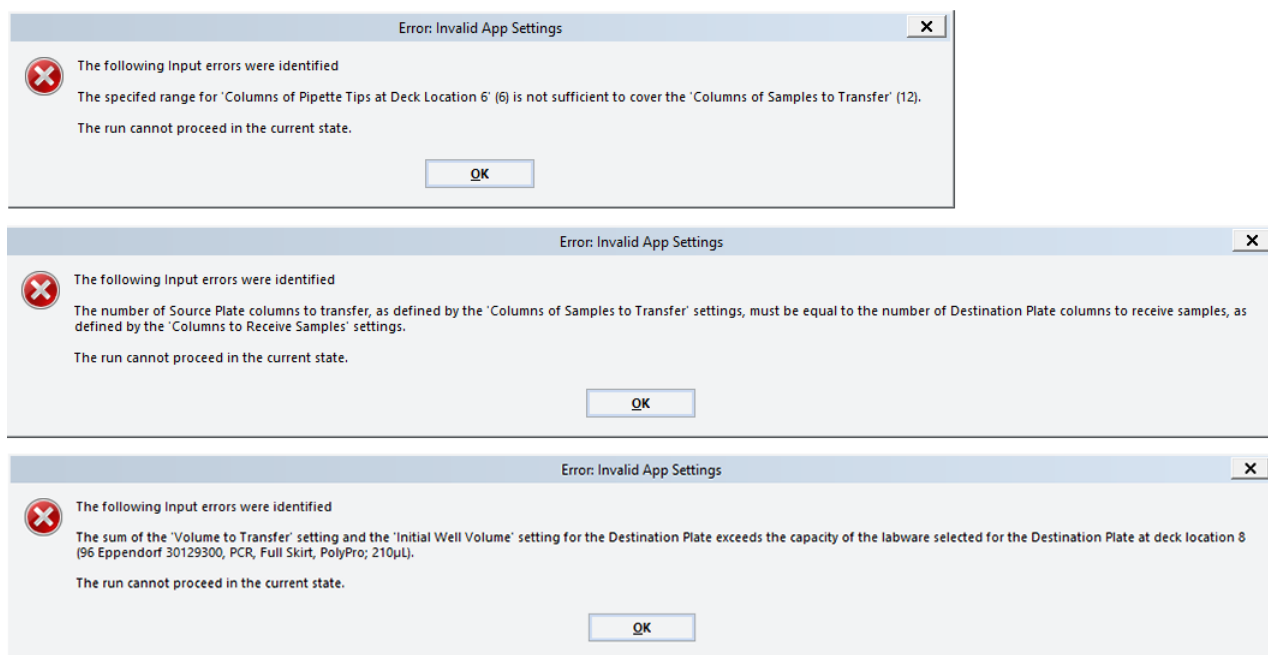 Error: Invalid App Settings
The following Input errors were identified
The specifed range for 'Columns of Pipette Tips at Deck Location 6' (6) is not sufficient to cover the 'Columns of Samples to Transfer' (12).
The run cannot proceed in the current state.
OK
Error: Invalid App Settings
The following Input errors were identified
The number of Source Plate columns to transfer, as defined by the 'Columns of Samples to Transfer' settings, must be equal to the number of Destination Plate columns to receive samples, as
defined by the 'Columns to Receive Samples' settings.
The run cannot proceed in the current state.
OK
Error: Invalid App Settings
The following Input errors were identified
The sum of the 'Volume to Transfer' setting and the 'Initial Well Volume' setting for the Destination Plate exceeds the capacity of the labware selected for the Destination Plate at deck location 8
(96 Eppendorf 30129300, PCR, Full Skirt, PolyPro; 210µL).
The run cannot proceed in the current state.
OK